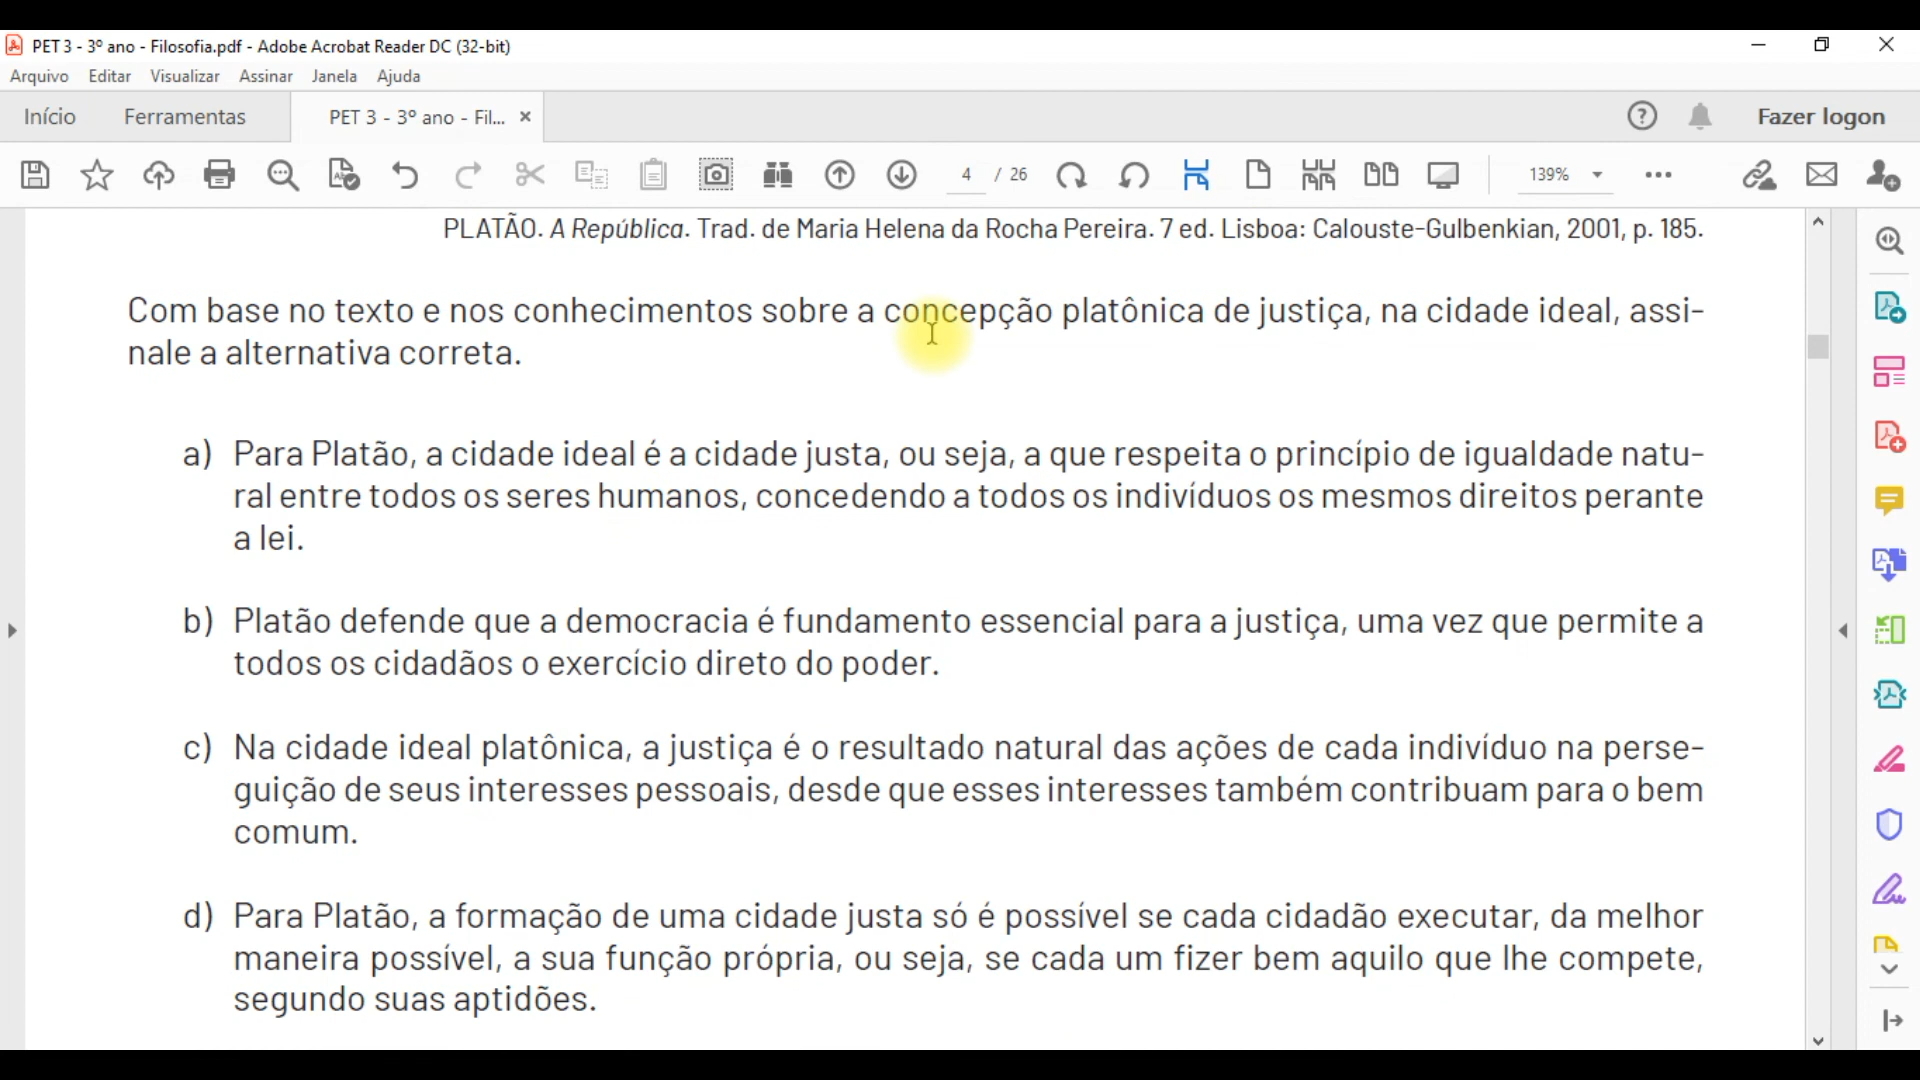 PET 3 - 3º ano - Filosofia.pdf - Adobe Acrobat Reader DC (32-bit)
Arquivo Editar Visualizar Assinar Janela Ajuda
Início Ferramentas PET 3 - 3º ano - Fil... × Fazer logon
4 / 26 139%
PLATÃO. A República. Trad. de Maria Helena da Rocha Pereira. 7 ed. Lisboa: Calouste-Gulbenkian, 2001, p. 185.
Com base no texto e nos conhecimentos sobre a concepção platônica de justiça, na cidade ideal, assi-
nale a alternativa correta.
a) Para Platão, a cidade ideal é a cidade justa, ou seja, a que respeita o princípio de igualdade natu-
ral entre todos os seres humanos, concedendo a todos os indivíduos os mesmos direitos perante
a lei.
b) Platão defende que a democracia é fundamento essencial para a justiça, uma vez que permite a
todos os cidadãos o exercício direto do poder.
c) Na cidade ideal platônica, a justiça é o resultado natural das ações de cada indivíduo na perse-
guição de seus interesses pessoais, desde que esses interesses também contribuam para o bem
comum.
d) Para Platão, a formação de uma cidade justa só é possível se cada cidadão executar, da melhor
maneira possível, a sua função própria, ou seja, se cada um fizer bem aquilo que lhe compete,
segundo suas aptidões.